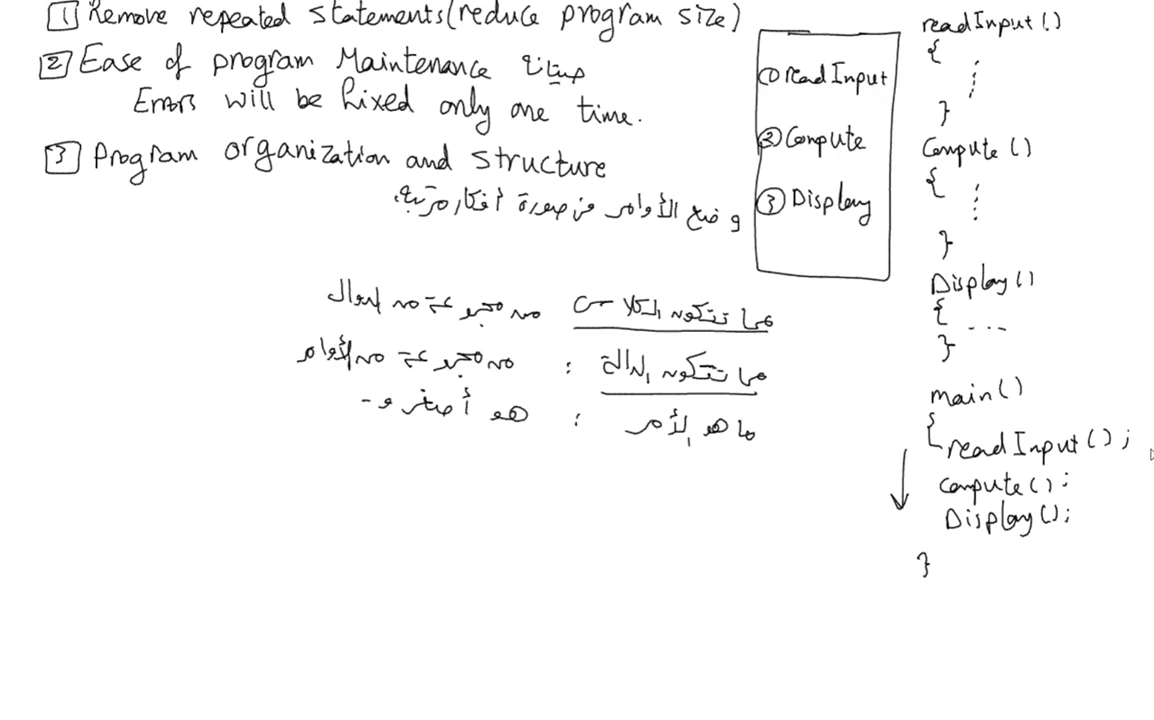 1 Remove repeated statements (reduce program size)
2 Ease of program Maintenance صيانة
Errors will be fixed only one time.
3 Program organization and structure
وضع الأوامر في صورة أفكار مرتبة.
مما تتكون الكلاس من مجموعة من الدوال
مما تتكون الدالة : من مجموعة من الأوامر
ما هو الأمر : هو أصغر و -
1 readInput
2 Compute
3 Display
readInput()
{
}
Compute()
{
}
Display()
{ ...
}
main()
{
readInput();
Compute();
Display();
}